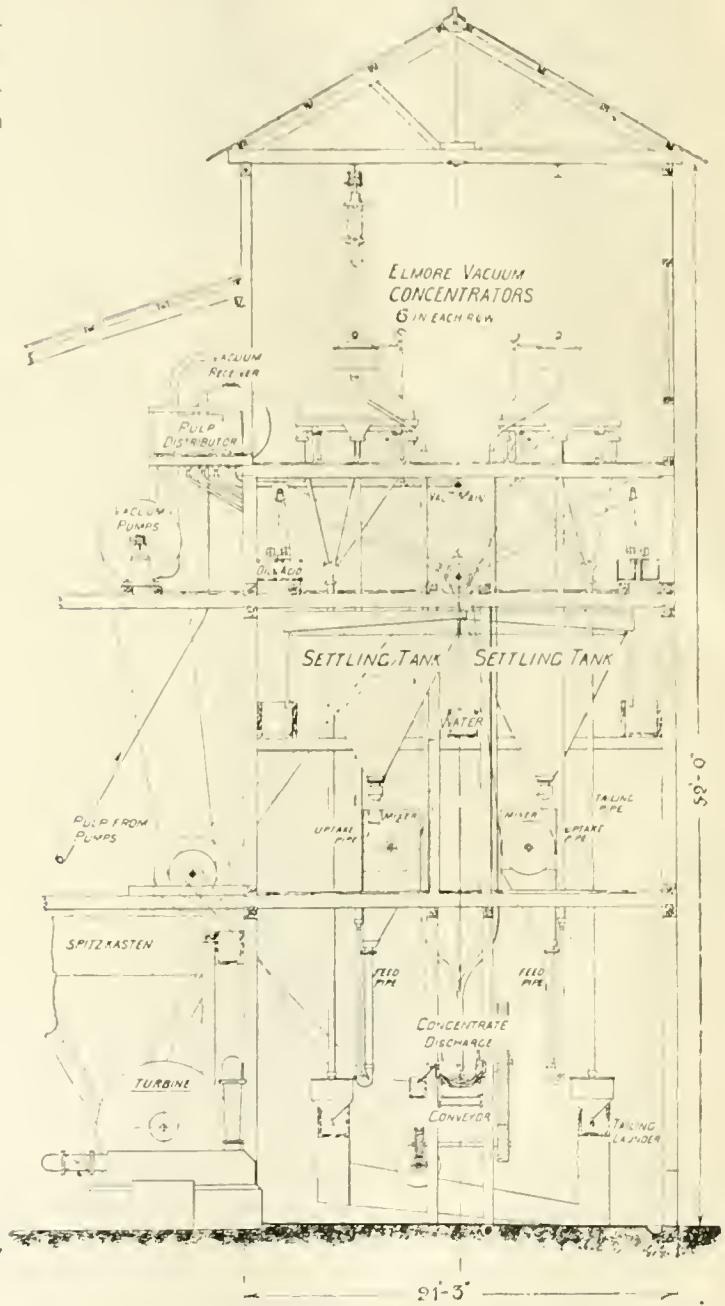 ELMORE VACUUM
CONCENTRATORS
6 IN EACH ROW
VACUUM
RECEIVER
PULP
DISTRIBUTOR
VACUUM
PUMPS
VAC. MAIN
OIL ACID
SETTLING TANK
SETTLING TANK
WATER
PULP FROM
PUMPS
UPTAKE
PIPE
MIXER
MIXER
UPTAKE
PIPE
TAILING
PIPE
52'-0"
SPITZKASTEN
FEED
PIPE
FEED
PIPE
CONCENTRATE
DISCHARGE
TURBINE
CONVEYOR
TAILING
LAUNDER
21'-3"